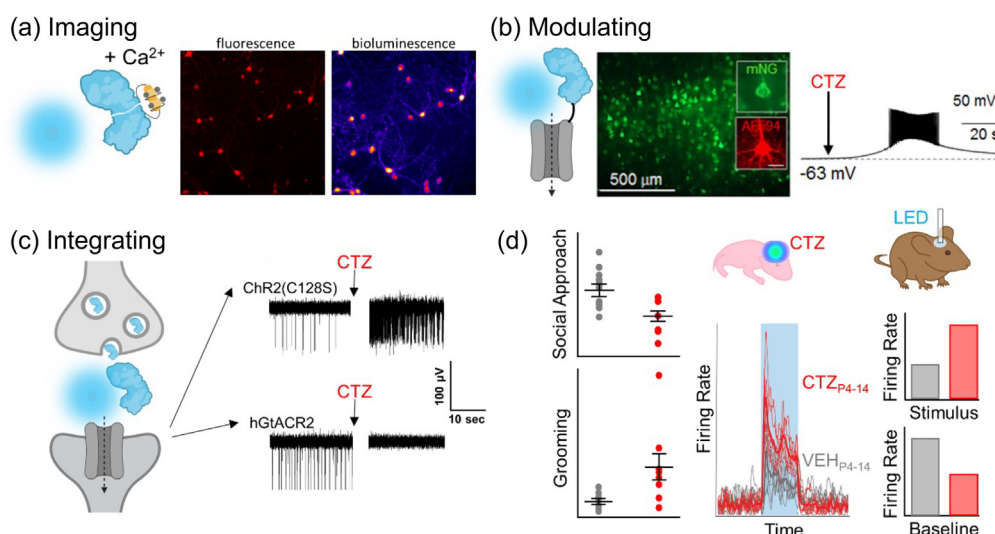 (a) Imaging
+ Ca²⁺
fluorescence
bioluminescence
(b) Modulating
mNG
AF594
500 µm
CTZ
-63 mV
50 mV
20 s
(c) Integrating
ChR2(C128S)
CTZ
hGtACR2
CTZ
100 µV
10 sec
(d)
Social Approach
Grooming
CTZ
LED
Firing Rate
CTZP4-14
VEHP4-14
Time
Firing Rate
Stimulus
Firing Rate
Baseline